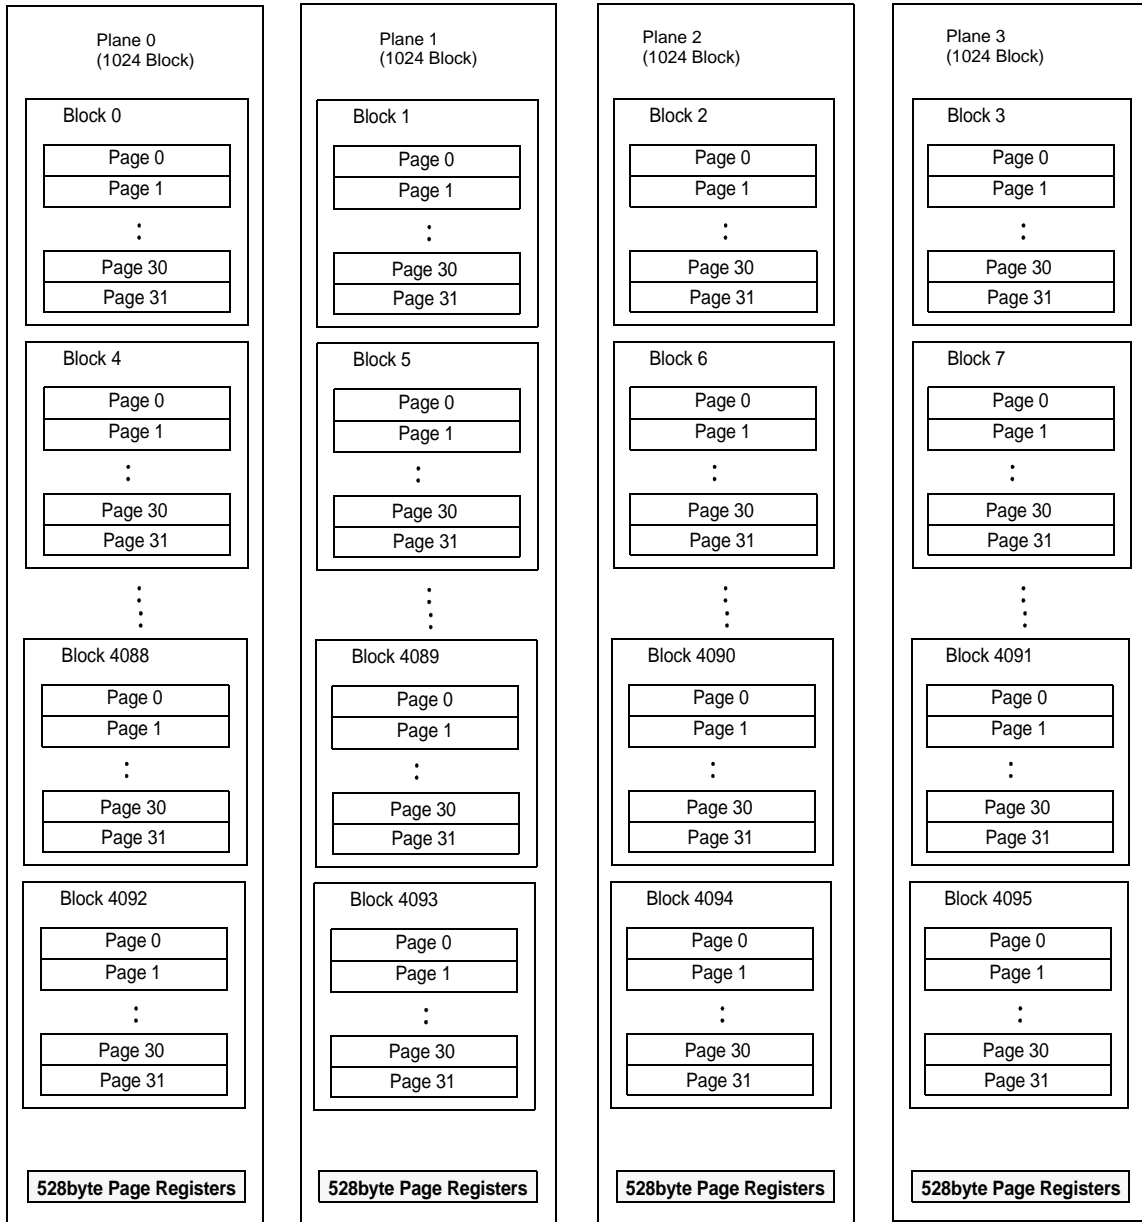 Plane 0
(1024 Block)
Block 0
Page 0
Page 1
Page 30
Page 31
Block 4
Page 0
Page 1
Page 30
Page 31
Block 4088
Page 0
Page 1
Page 30
Page 31
Block 4092
Page 0
Page 1
Page 30
Page 31
528byte Page Registers
Plane 1
(1024 Block)
Block 1
Page 0
Page 1
Page 30
Page 31
Block 5
Page 0
Page 1
Page 30
Page 31
Block 4089
Page 0
Page 1
Page 30
Page 31
Block 4093
Page 0
Page 1
Page 30
Page 31
528byte Page Registers
Plane 2
(1024 Block)
Block 2
Page 0
Page 1
Page 30
Page 31
Block 6
Page 0
Page 1
Page 30
Page 31
Block 4090
Page 0
Page 1
Page 30
Page 31
Block 4094
Page 0
Page 1
Page 30
Page 31
528byte Page Registers
Plane 3
(1024 Block)
Block 3
Page 0
Page 1
Page 30
Page 31
Block 7
Page 0
Page 1
Page 30
Page 31
Block 4091
Page 0
Page 1
Page 30
Page 31
Block 4095
Page 0
Page 1
Page 30
Page 31
528byte Page Registers